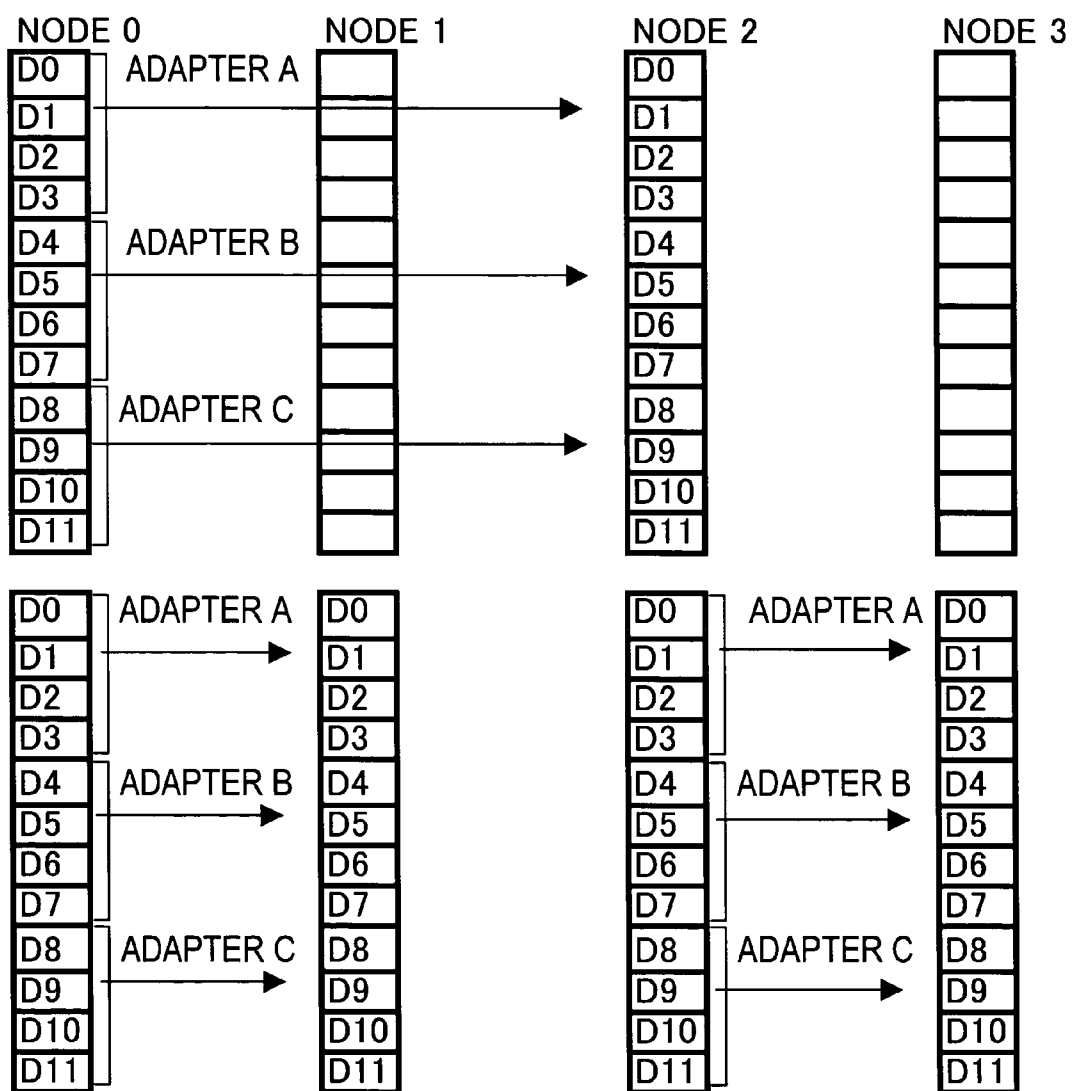 NODE 0 NODE 1 NODE 2 NODE 3
D0 ADAPTER A D0
D1 D1
D2 D2
D3 D3
D4 ADAPTER B D4
D5 D5
D6 D6
D7 D7
D8 ADAPTER C D8
D9 D9
D10 D10
D11 D11
D0 ADAPTER A D0 D0 ADAPTER A D0
D1 D1 D1 D1
D2 D2 D2 D2
D3 D3 D3 D3
D4 ADAPTER B D4 D4 ADAPTER B D4
D5 D5 D5 D5
D6 D6 D6 D6
D7 D7 D7 D7
D8 ADAPTER C D8 D8 ADAPTER C D8
D9 D9 D9 D9
D10 D10 D10 D10
D11 D11 D11 D11